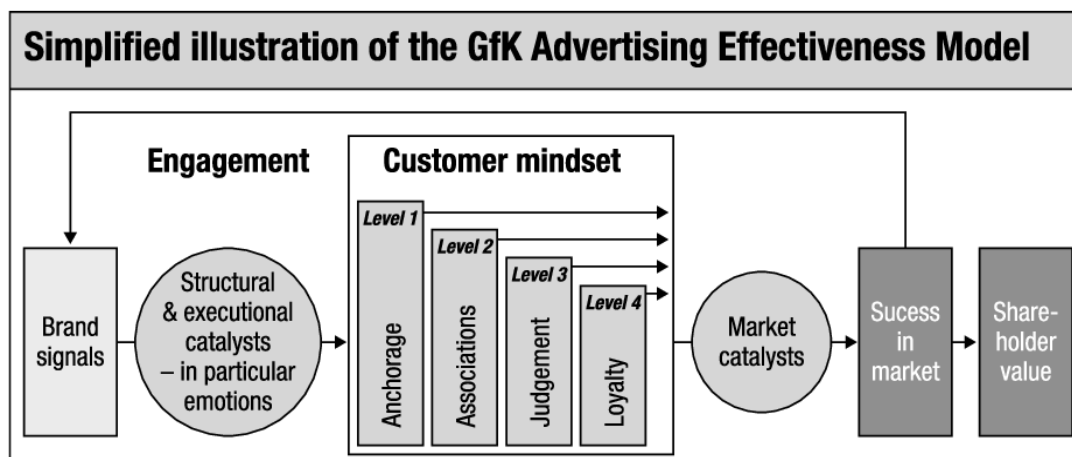 Simplified illustration of the GfK Advertising Effectiveness Model
Engagement
Customer mindset
Brand
signals
Structural
& executional
catalysts
– in particular
emotions
Level 1
Anchorage
Level 2
Associations
Level 3
Judgement
Level 4
Loyalty
Market
catalysts
Sucess
in
market
Share-
holder
value